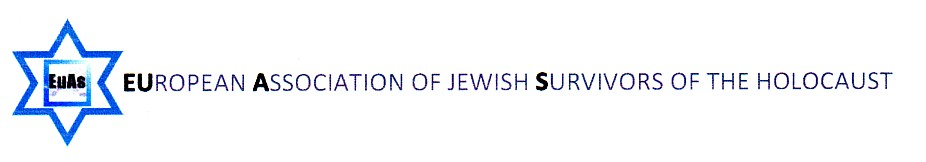 EuAs
EUROPEAN ASSOCIATION OF JEWISH SURVIVORS OF THE HOLOCAUST